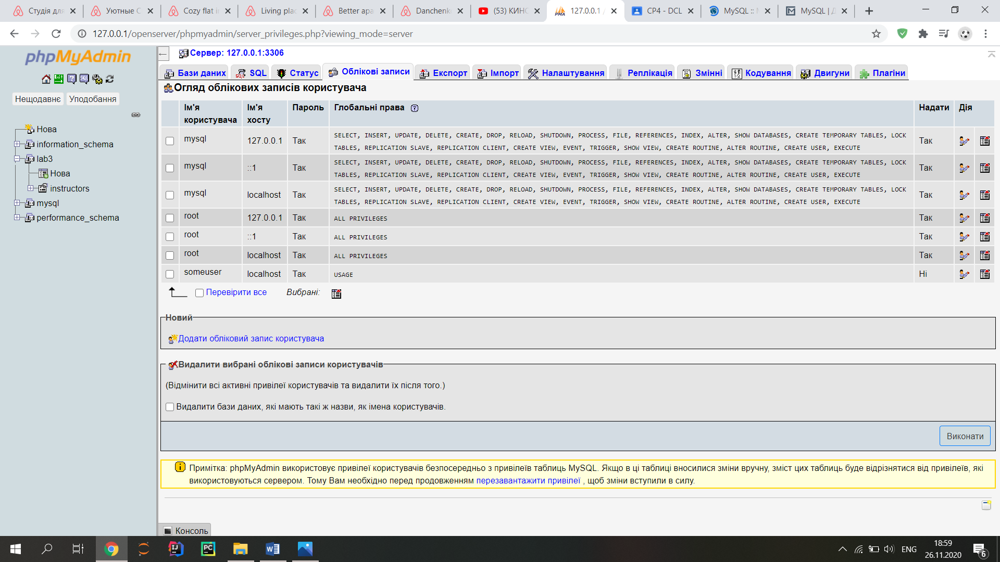 Студія для
Уютные С
Cozy flat in
Living plac
Better apa
Danchenk
(53) КИНО
127.0.0.1 /
CP4 - DCL
MySQL :: M
MySQL | Д
127.0.0.1/openserver/phpmyadmin/server_privileges.php?viewing_mode=server
phpMyAdmin
Нещодавнє Уподобання
Нова
information_schema
lab3
Нова
instructors
mysql
performance_schema
Сервер: 127.0.0.1:3306
Бази даних SQL Статус Облікові записи Експорт Імпорт Налаштування Реплікація Змінні Кодування Двигуни Плагіни
Огляд облікових записів користувача
Ім'я користувача Ім'я хосту Пароль Глобальні права Надати Дія
mysql 127.0.0.1 Так SELECT, INSERT, UPDATE, DELETE, CREATE, DROP, RELOAD, SHUTDOWN, PROCESS, FILE, REFERENCES, INDEX, ALTER, SHOW DATABASES, CREATE TEMPORARY TABLES, LOCK
TABLES, REPLICATION SLAVE, REPLICATION CLIENT, CREATE VIEW, EVENT, TRIGGER, SHOW VIEW, CREATE ROUTINE, ALTER ROUTINE, CREATE USER, EXECUTE Так
mysql ::1 Так SELECT, INSERT, UPDATE, DELETE, CREATE, DROP, RELOAD, SHUTDOWN, PROCESS, FILE, REFERENCES, INDEX, ALTER, SHOW DATABASES, CREATE TEMPORARY TABLES, LOCK
TABLES, REPLICATION SLAVE, REPLICATION CLIENT, CREATE VIEW, EVENT, TRIGGER, SHOW VIEW, CREATE ROUTINE, ALTER ROUTINE, CREATE USER, EXECUTE Так
mysql localhost Так SELECT, INSERT, UPDATE, DELETE, CREATE, DROP, RELOAD, SHUTDOWN, PROCESS, FILE, REFERENCES, INDEX, ALTER, SHOW DATABASES, CREATE TEMPORARY TABLES, LOCK
TABLES, REPLICATION SLAVE, REPLICATION CLIENT, CREATE VIEW, EVENT, TRIGGER, SHOW VIEW, CREATE ROUTINE, ALTER ROUTINE, CREATE USER, EXECUTE Так
root 127.0.0.1 Так ALL PRIVILEGES Так
root ::1 Так ALL PRIVILEGES Так
root localhost Так ALL PRIVILEGES Так
someuser localhost Так USAGE Ні
Перевірити все Вибрані:
Новий
Додати обліковий запис користувача
Видалити вибрані облікові записи користувачів
(Відмінити всі активні привілеї користувачів та видалити їх після того.)
Видалити бази даних, які мають такі ж назви, як імена користувачів.
Виконати
Примітка: phpMyAdmin використовує привілеї користувачів безпосередньо з привілеїв таблиць MySQL. Якщо в ці таблиці вносилися зміни вручну, зміст цих таблиць буде відрізнятися від привілеїв, які
використовуються сервером. Тому Вам необхідно перед продовженням перезавантажити привілеї , щоб зміни вступили в силу.
Консоль
ENG
18:59
26.11.2020
6